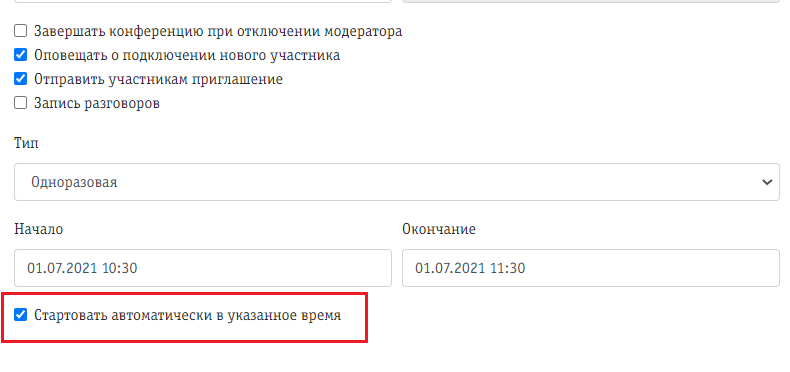 Завершать конференцию при отключении модератора
Оповещать о подключении нового участника
Отправить участникам приглашение
Запись разговоров
Тип
Одноразовая
Начало Окончание
01.07.2021 10:30 01.07.2021 11:30
Стартовать автоматически в указанное время